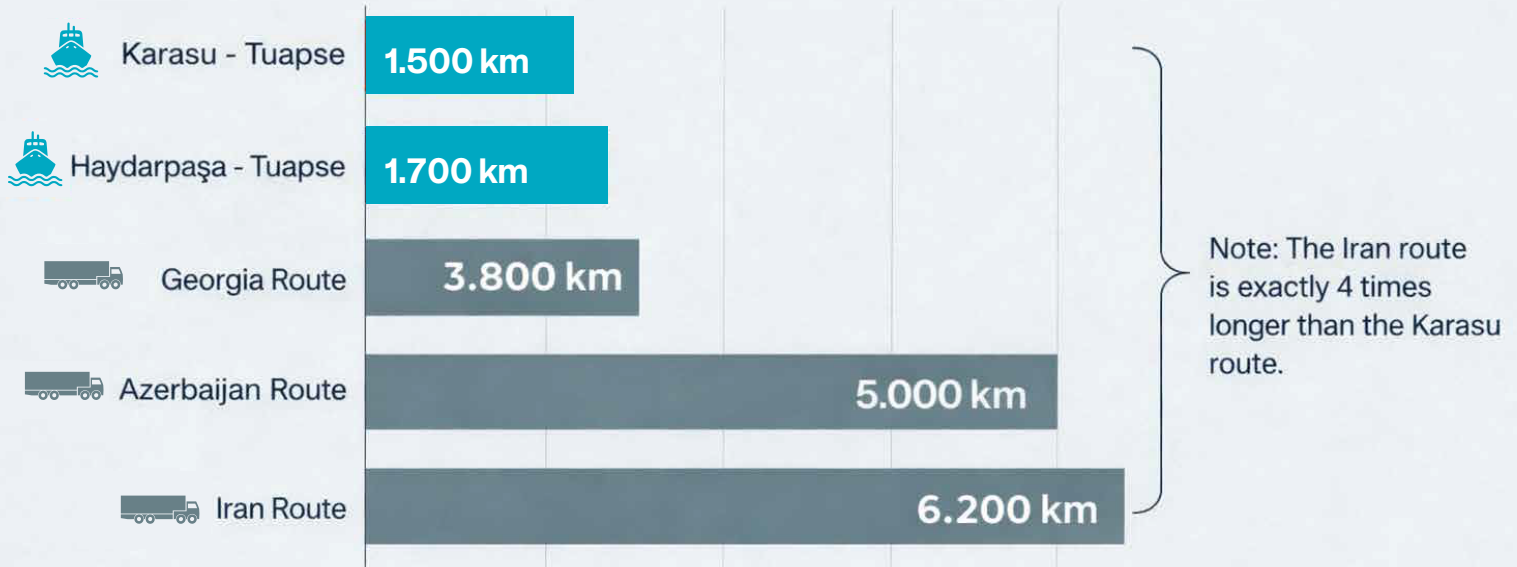 Karasu - Tuapse
1.500 km
Haydarpaşa - Tuapse
1.700 km
Georgia Route
3.800 km
Azerbaijan Route
5.000 km
Iran Route
6.200 km
Note: The Iran route
is exactly 4 times
longer than the Karasu
route.